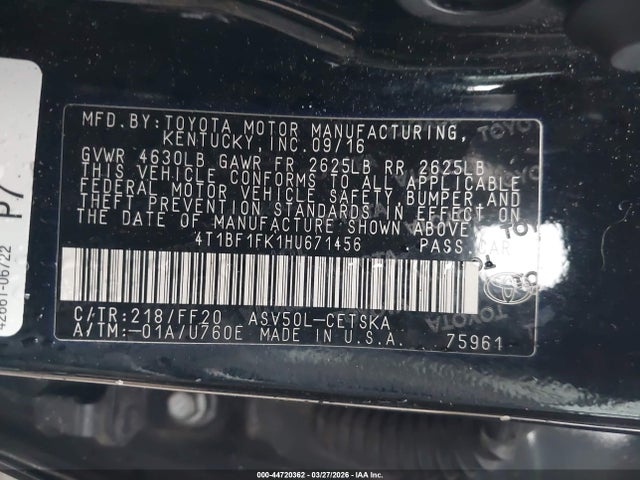 MFD. BY: TOYOTA MOTOR MANUFACTURING,
KENTUCKY, INC. 09/16
GVWR 4630LB GAWR FR 2625LB RR 2625LB
THIS VEHICLE CONFORMS TO ALL APPLICABLE
FEDERAL MOTOR VEHICLE SAFETY, BUMPER, AND
THEFT PREVENTION STANDARDS IN EFFECT ON
THE DATE OF MANUFACTURE SHOWN ABOVE.
4T1BF1FK1HU671456 PASS. CAR
C/TR: 218/FF20 ASV50L-CETSKA
A/TM: -01A/U760E MADE IN U.S.A. 75961
P7
42661-06722
000-44720362 | 03/27/2026 | IAA Inc.